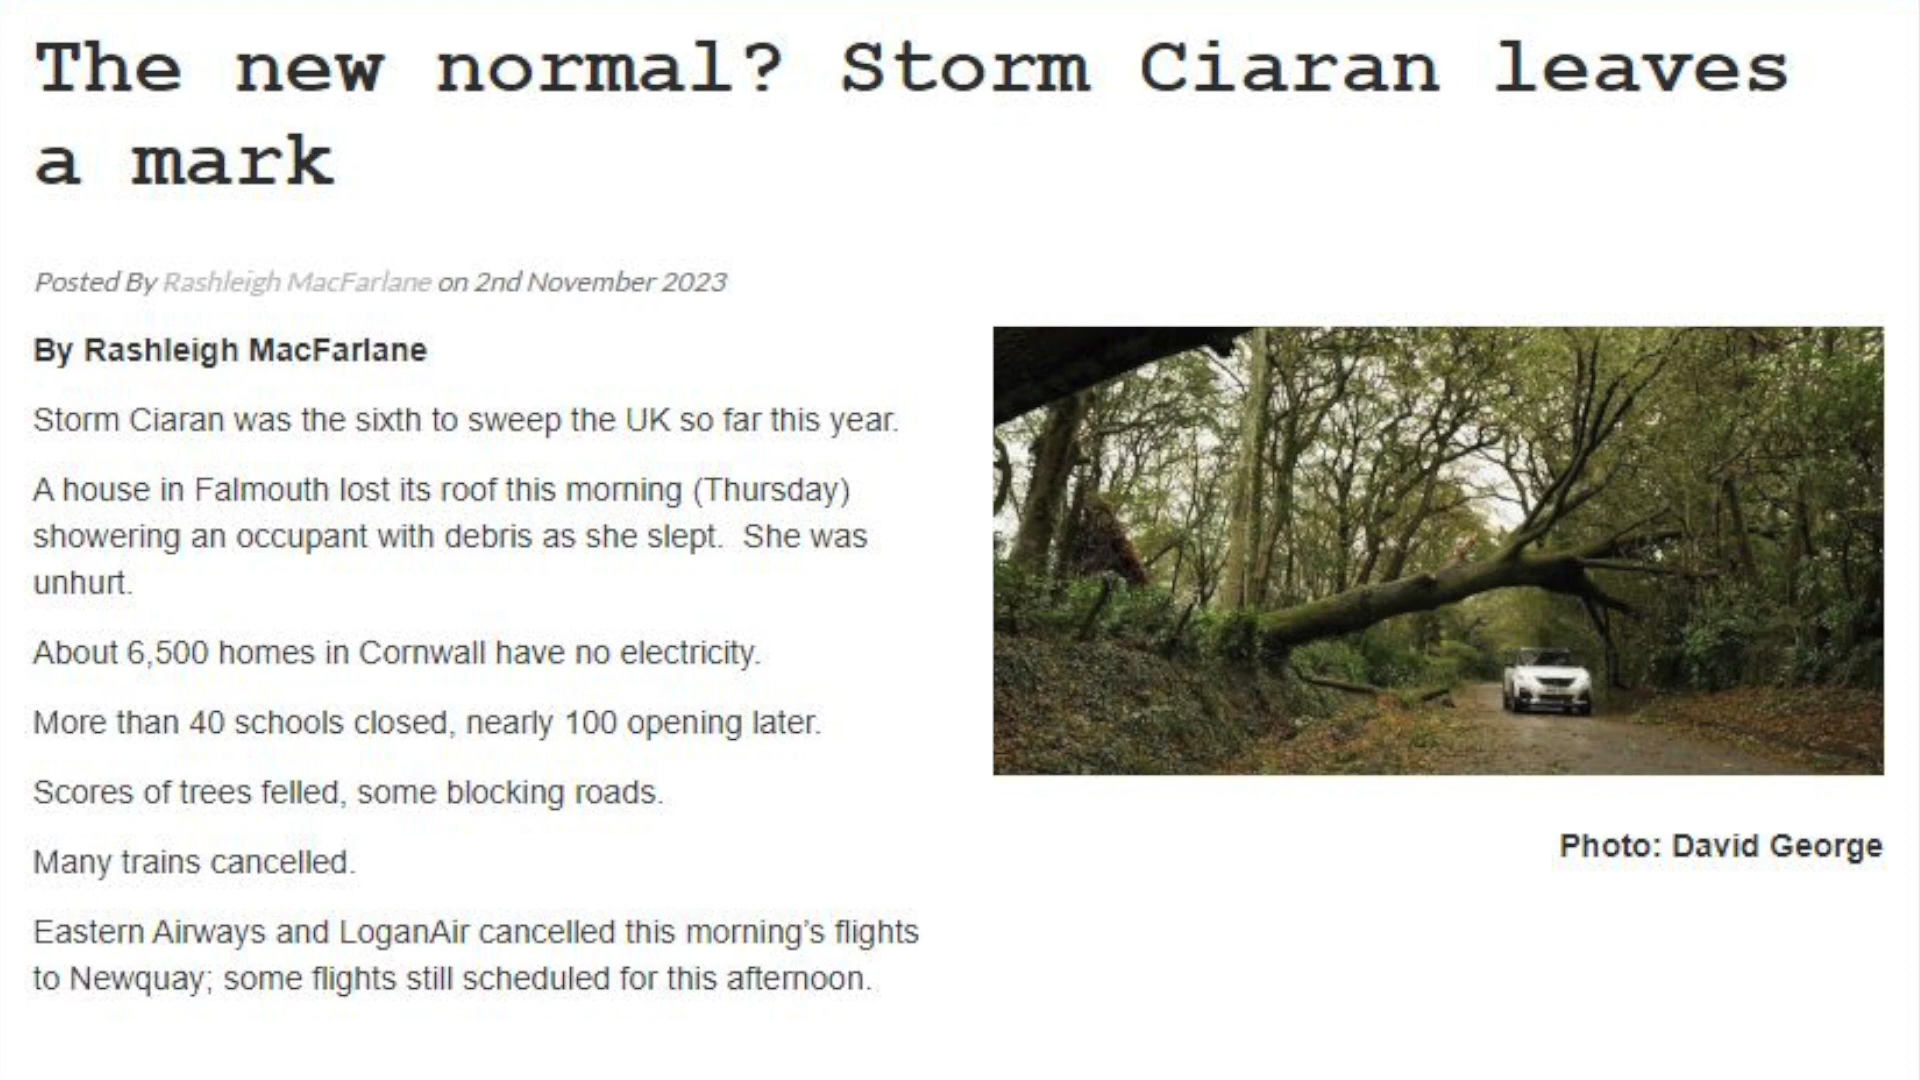 The new normal? Storm Ciaran leaves
a mark
Posted By Rashleigh MacFarlane on 2nd November 2023
By Rashleigh MacFarlane
Storm Ciaran was the sixth to sweep the UK so far this year.
A house in Falmouth lost its roof this morning (Thursday)
showering an occupant with debris as she slept.  She was
unhurt.
About 6,500 homes in Cornwall have no electricity.
More than 40 schools closed, nearly 100 opening later.
Scores of trees felled, some blocking roads.
Many trains cancelled.
Eastern Airways and LoganAir cancelled this morning’s flights
to Newquay; some flights still scheduled for this afternoon.
Photo: David George